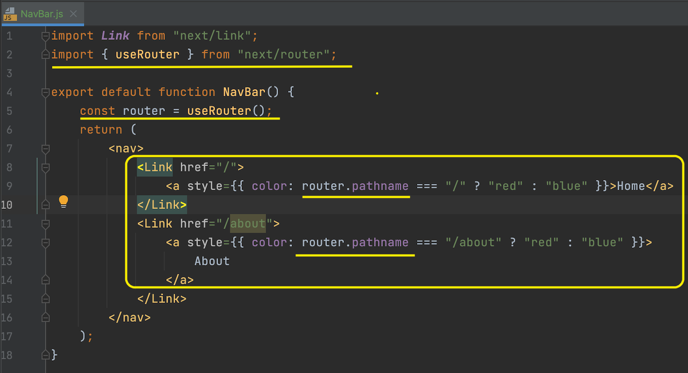 NavBar.js
1 import Link from "next/link";
2 import { useRouter } from "next/router";
3
4 export default function NavBar() {
5 const router = useRouter();
6 return (
7 <nav>
8 <Link href="/">
9 <a style={{ color: router.pathname === "/" ? "red" : "blue" }}>Home</a>
10 </Link>
11 <Link href="/about">
12 <a style={{ color: router.pathname === "/about" ? "red" : "blue" }}>
13 About
14 </a>
15 </Link>
16 </nav>
17 );
18 }